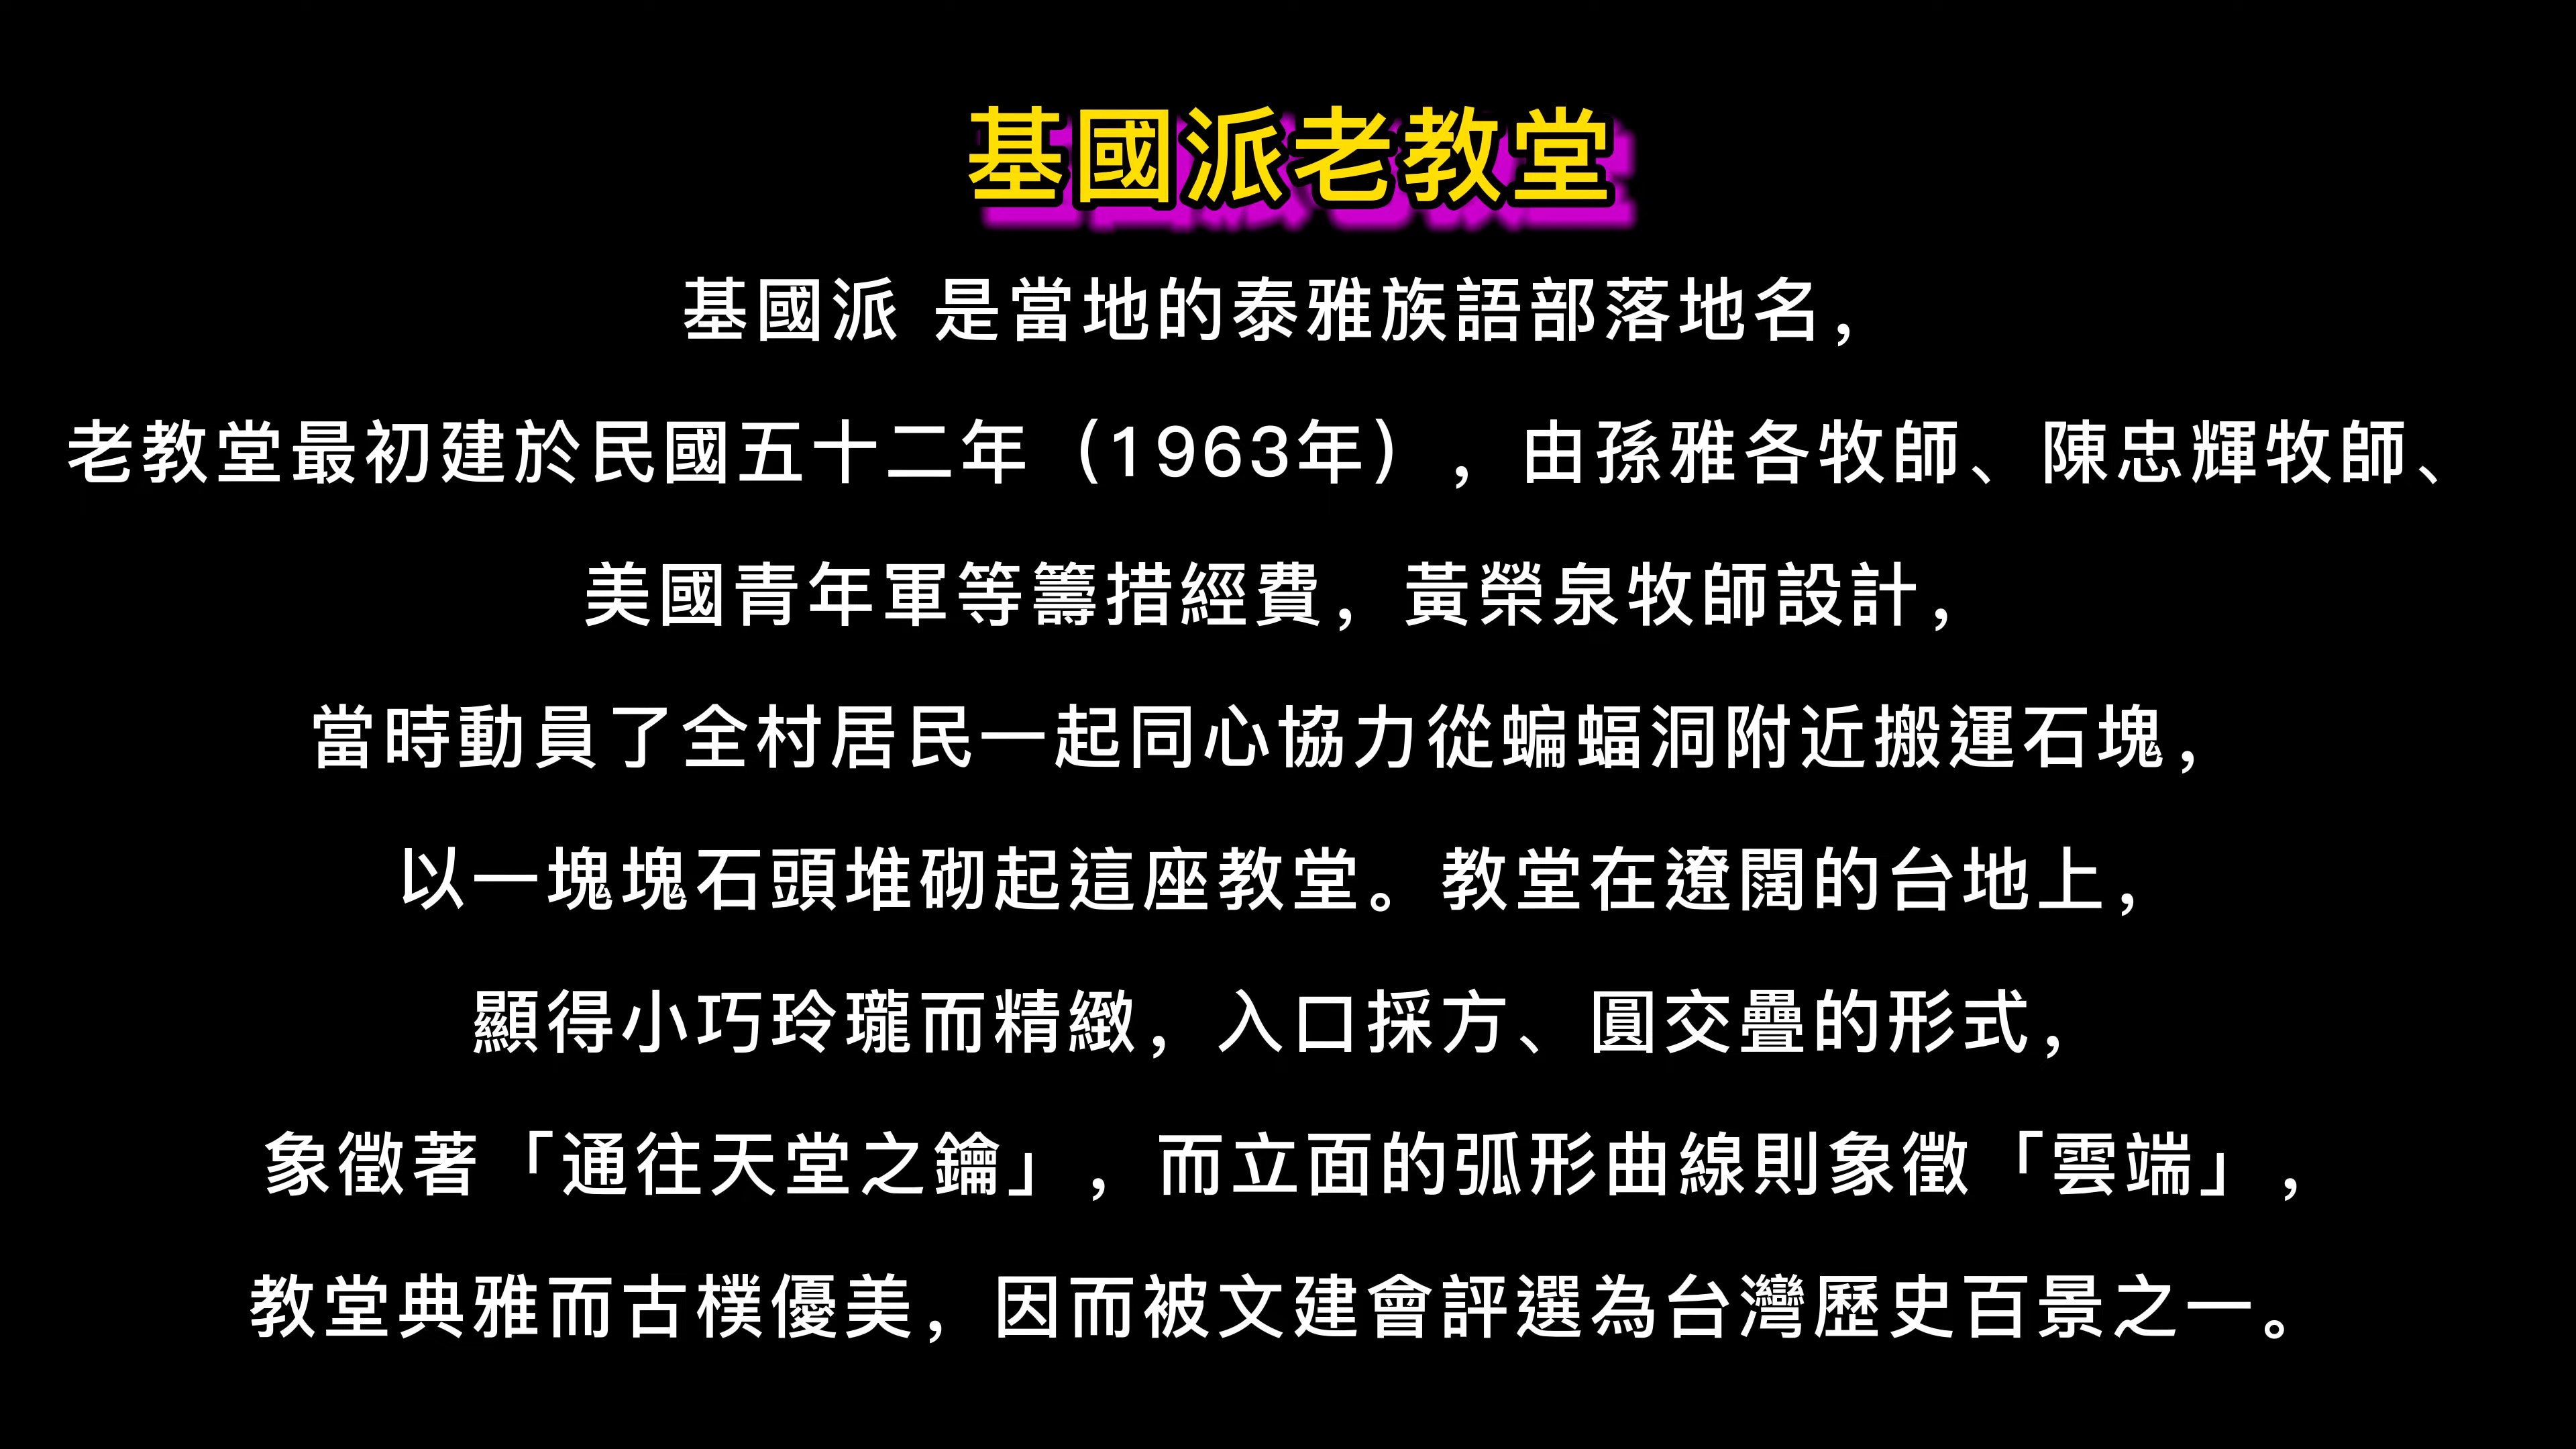 基國派老教堂
基國派 是當地的泰雅族語部落地名，
老教堂最初建於民國五十二年（1963年），由孫雅各牧師、陳忠輝牧師、
美國青年軍等籌措經費，黃榮泉牧師設計，
當時動員了全村居民一起同心協力從蝙蝠洞附近搬運石塊，
以一塊塊石頭堆砌起這座教堂。教堂在遼闊的台地上，
顯得小巧玲瓏而精緻，入口採方、圓交疊的形式，
象徵著「通往天堂之鑰」，而立面的弧形曲線則象徵「雲端」，
教堂典雅而古樸優美，因而被文建會評選為台灣歷史百景之一。